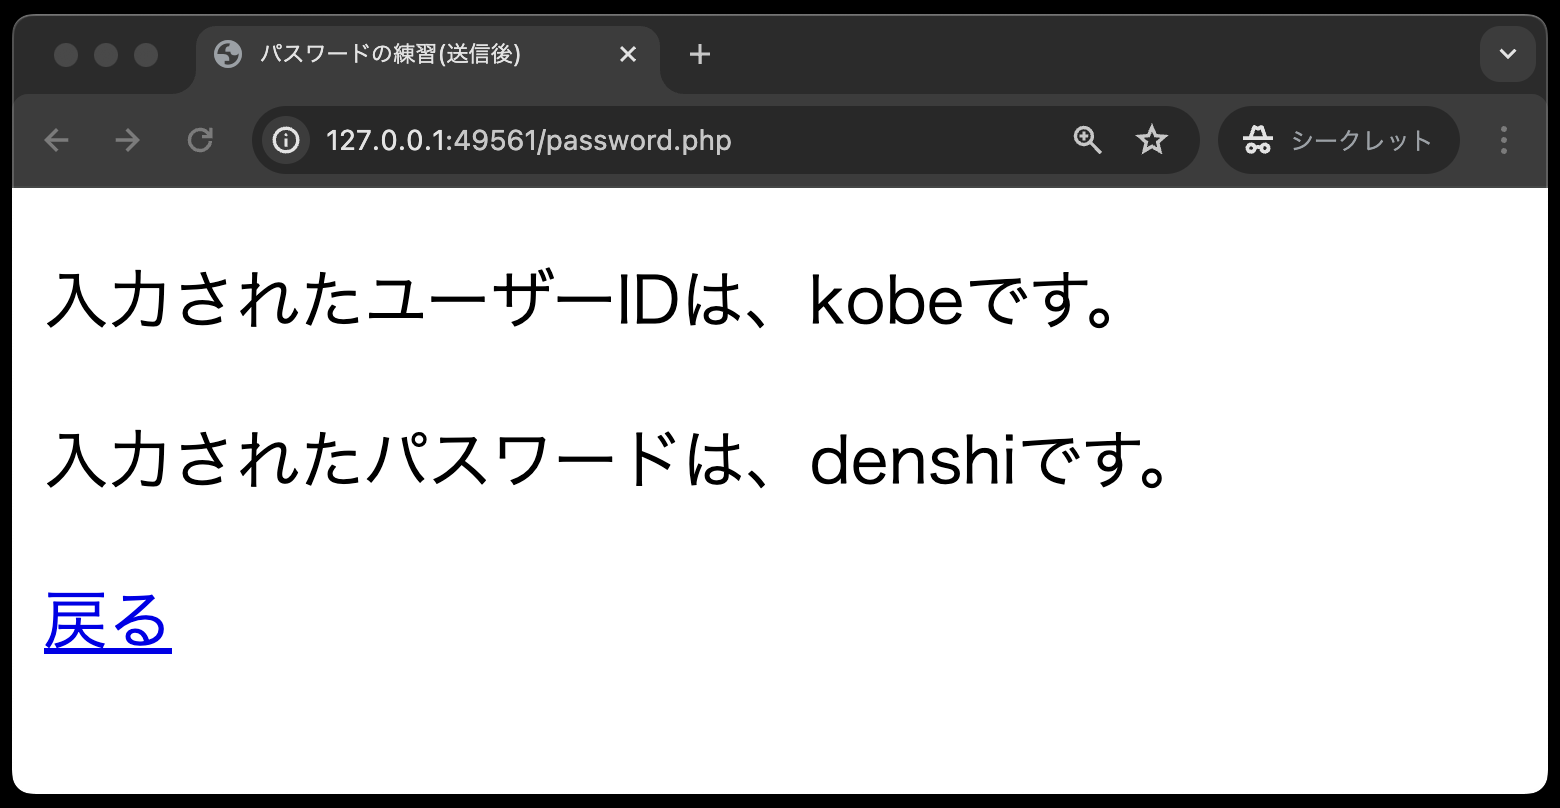 パスワードの練習(送信後)
127.0.0.1:49561/password.php
シークレット
入力されたユーザーIDは、kobeです。
入力されたパスワードは、denshiです。
戻る